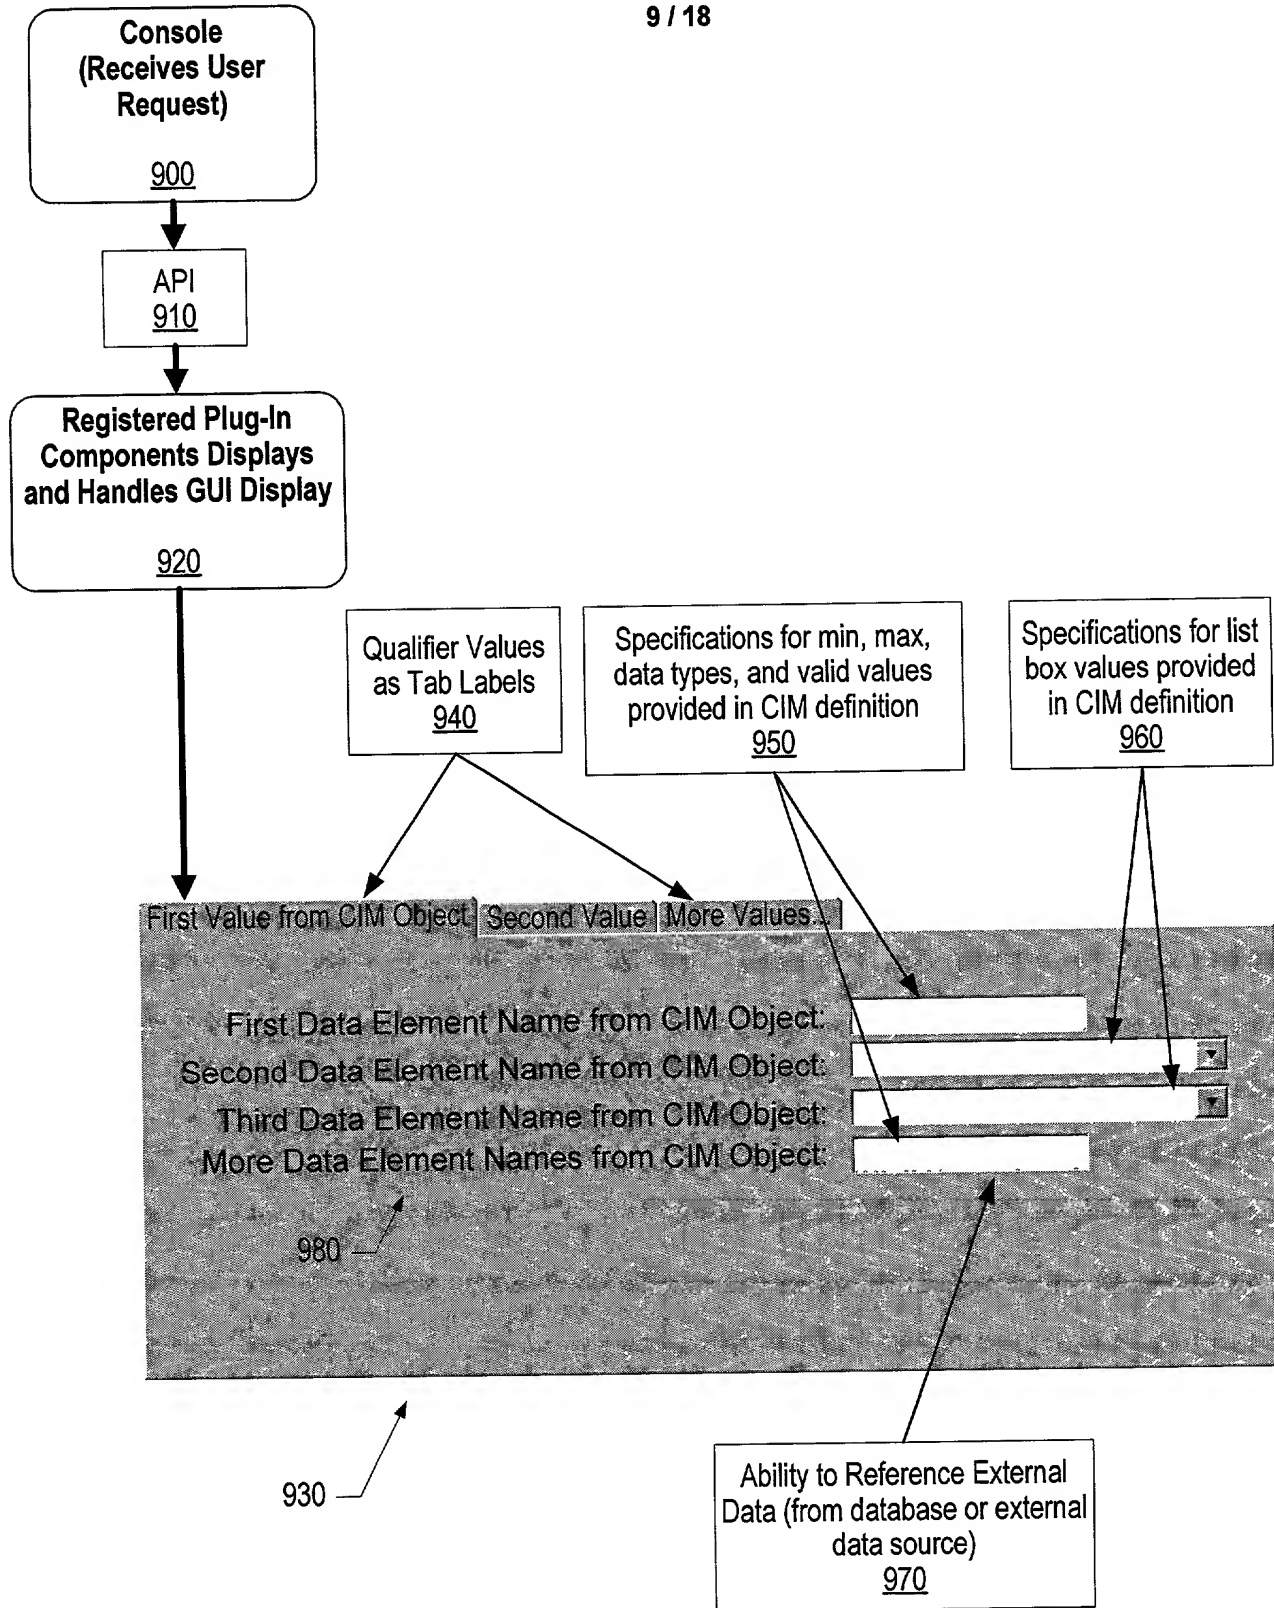 9 / 18
Console
(Receives User
Request)
900
API
910
Registered Plug-In
Components Displays
and Handles GUI Display
920
Qualifier Values
as Tab Labels
940
Specifications for min, max,
data types, and valid values
provided in CIM definition
950
Specifications for list
box values provided
in CIM definition
960
First Value from CIM Object
Second Value
More Values...
First Data Element Name from CIM Object:
Second Data Element Name from CIM Object:
Third Data Element Name from CIM Object:
More Data Element Names from CIM Object:
980
930
Ability to Reference External
Data (from database or external
data source)
970